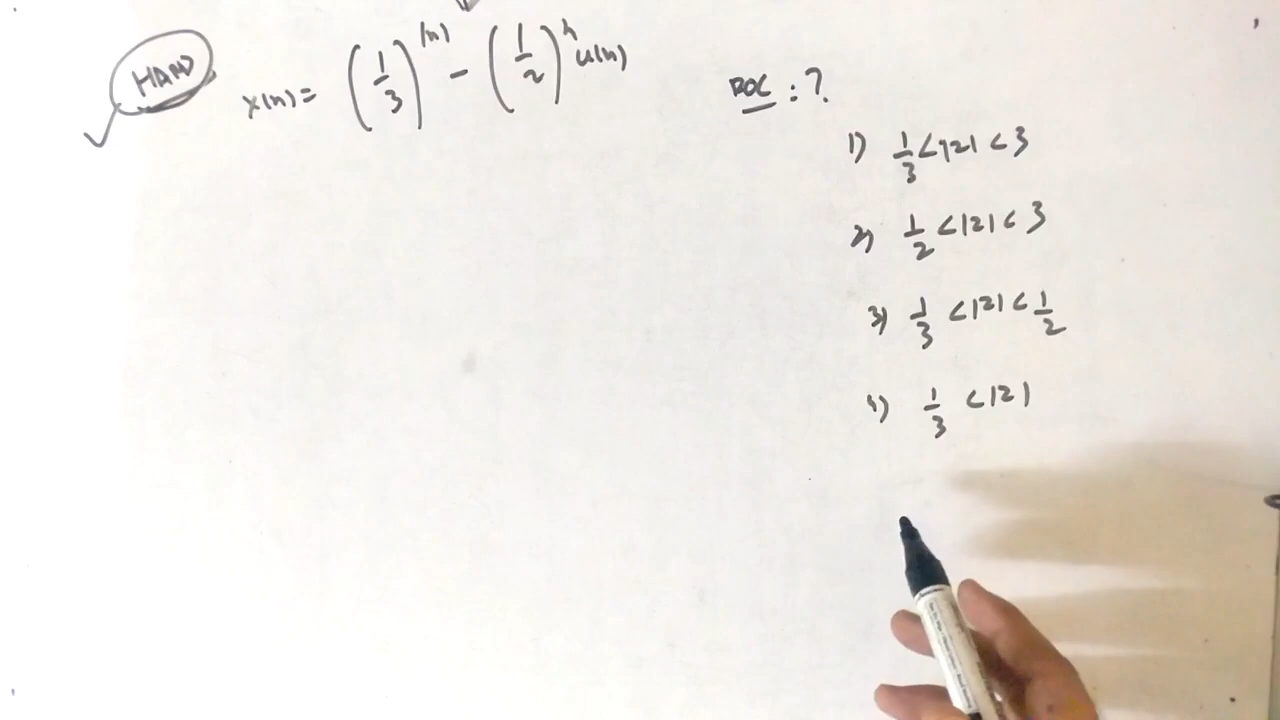 HARD
x(n) = (1/3)^|n| - (1/2)^n u(n)
ROC : ?
1) 1/3 < |z| < 3
2) 1/2 < |z| < 3
3) 1/3 < |z| < 1/2
4) 1/3 < |z|